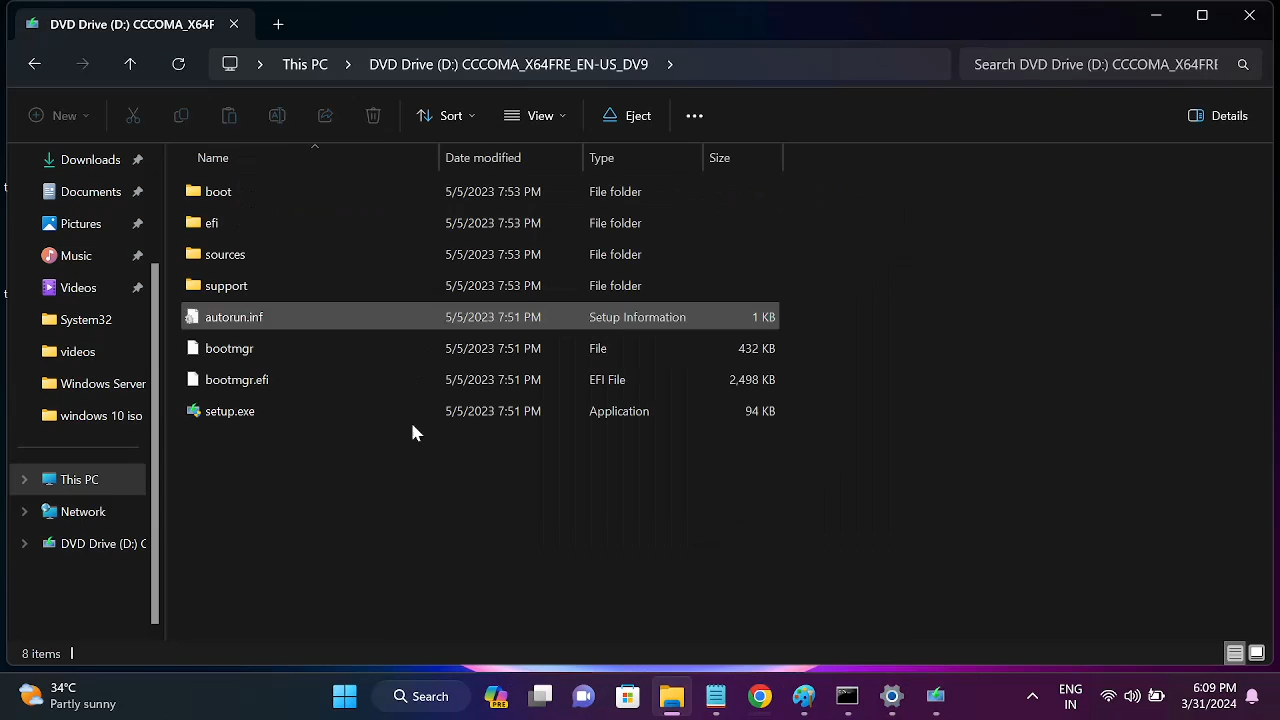 DVD Drive (D:) CCCOMA_X64F
This PC
DVD Drive (D:) CCCOMA_X64FRE_EN-US_DV9
Search DVD Drive (D:) CCCOMA_X64FRE
New
Sort
View
Eject
Details
Name
Date modified
Type
Size
Downloads
Documents
Pictures
Music
Videos
System32
videos
Windows Server
windows 10 iso
This PC
Network
DVD Drive (D:) C
boot 5/5/2023 7:53 PM File folder
efi 5/5/2023 7:53 PM File folder
sources 5/5/2023 7:53 PM File folder
support 5/5/2023 7:53 PM File folder
autorun.inf 5/5/2023 7:51 PM Setup Information 1 KB
bootmgr 5/5/2023 7:51 PM File 432 KB
bootmgr.efi 5/5/2023 7:51 PM EFI File 2,498 KB
setup.exe 5/5/2023 7:51 PM Application 94 KB
8 items
34°C
Partly sunny
Search
PRE
ENG
IN
6:09 PM
3/31/2024